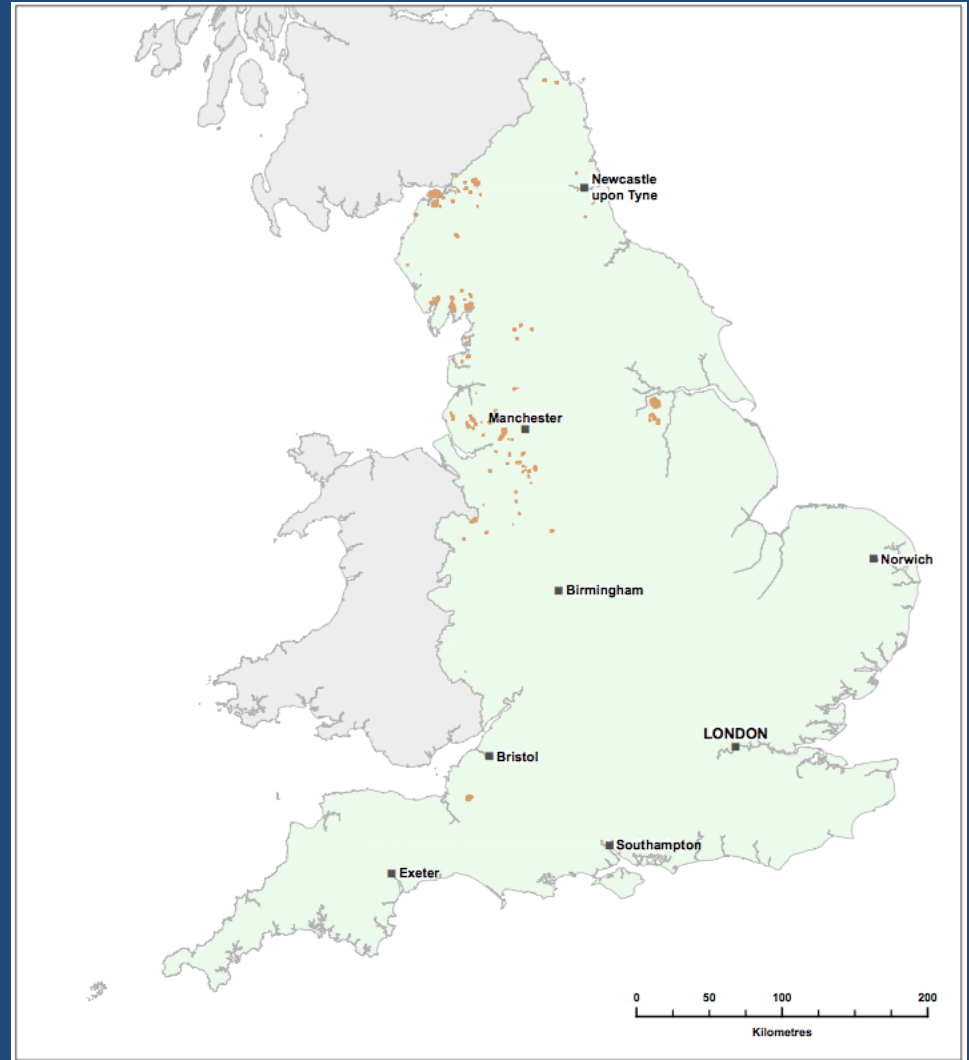 Newcastle
upon Tyne
Manchester
Norwich
Birmingham
LONDON
Bristol
Southampton
Exeter
0 50 100 200
Kilometres